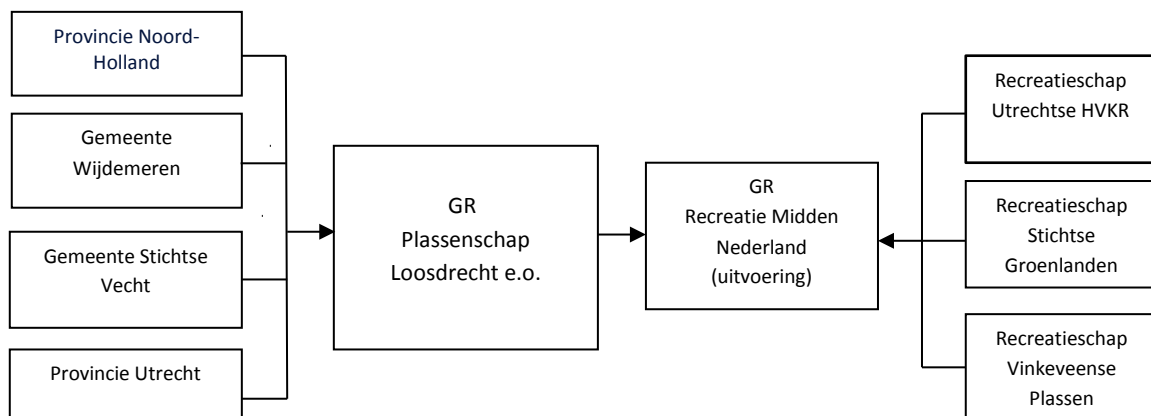 Provincie Noord-
Holland
Gemeente
Wijdemeren
Gemeente Stichtse
Vecht
Provincie Utrecht
GR
Plassenschap
Loosdrecht e.o.
GR
Recreatie Midden
Nederland
(uitvoering)
Recreatieschap
Utrechtse HVKR
Recreatieschap
Stichtse
Groenlanden
Recreatieschap
Vinkeveense
Plassen